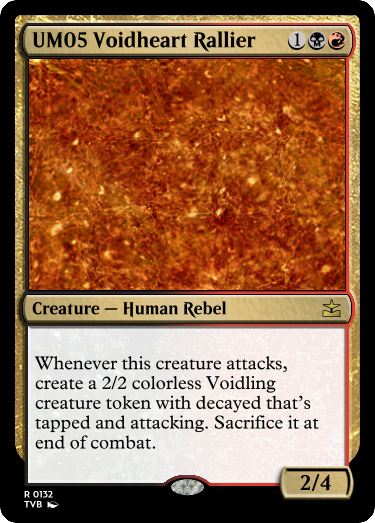 UM05 Voidheart Rallier 1
Creature — Human Rebel
Whenever this creature attacks,
create a 2/2 colorless Voidling
creature token with decayed that's
tapped and attacking. Sacrifice it at
end of combat.
2/4
R 0132
TVB